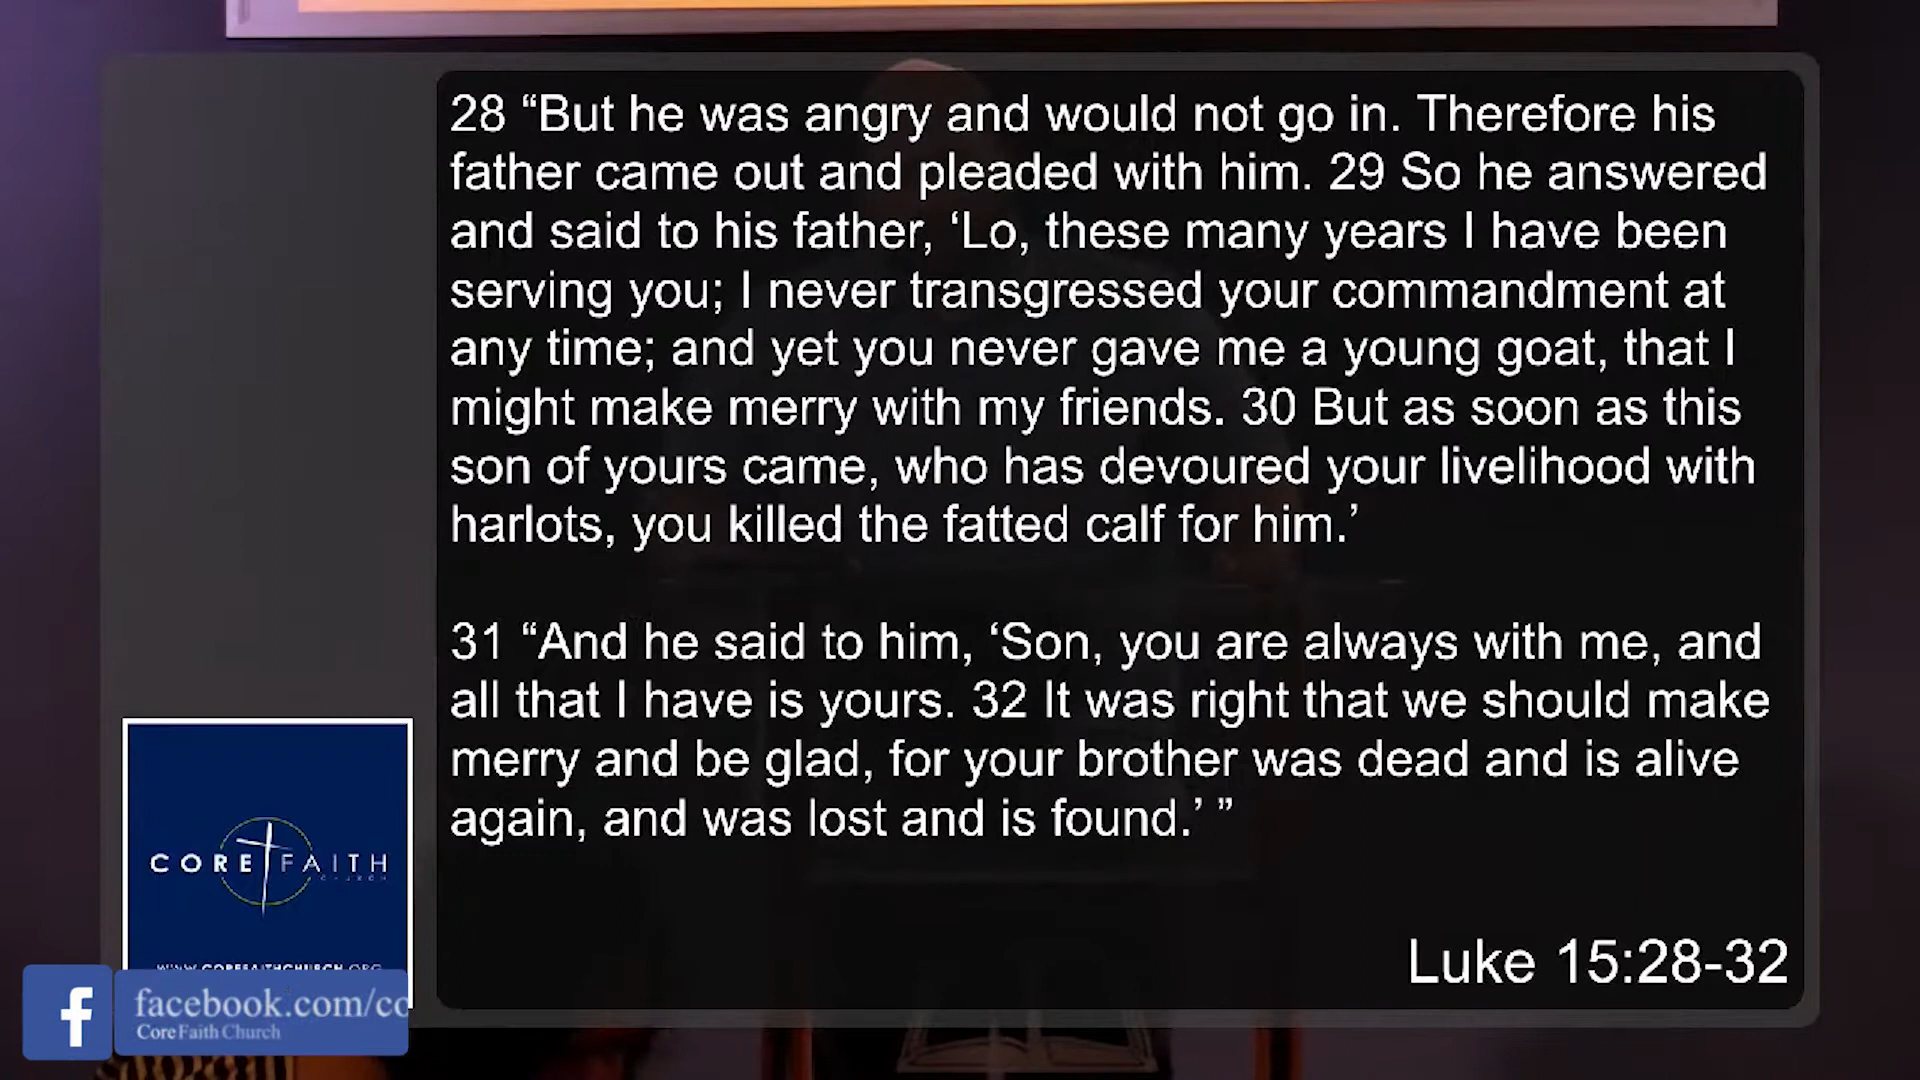 28 “But he was angry and would not go in. Therefore his
father came out and pleaded with him. 29 So he answered
and said to his father, ‘Lo, these many years I have been
serving you; I never transgressed your commandment at
any time; and yet you never gave me a young goat, that I
might make merry with my friends. 30 But as soon as this
son of yours came, who has devoured your livelihood with
harlots, you killed the fatted calf for him.’
31 “And he said to him, ‘Son, you are always with me, and
all that I have is yours. 32 It was right that we should make
merry and be glad, for your brother was dead and is alive
again, and was lost and is found.’ ”
Luke 15:28-32
CORE FAITH
CHURCH
WWW.COREFAITHCHURCH.ORG
f
facebook.com/co
Core Faith Church